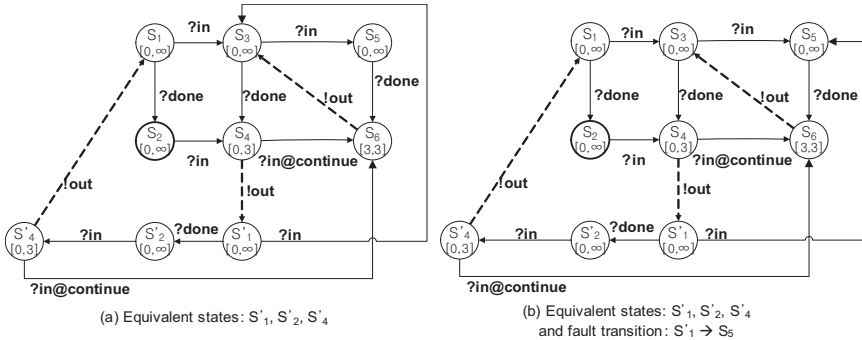 S1
[0,∞]
?in
S3
[0,∞]
?in
S5
[0,∞]
?done
?done
!out
?done
S2
[0,∞]
?in
S4
[0,3]
?in@continue
S6
[3,3]
!out
!out
S'4
[0,3]
?in
S'2
[0,∞]
?done
S'1
[0,∞]
?in
?in@continue
(a) Equivalent states: S'1, S'2, S'4
S1
[0,∞]
?in
S3
[0,∞]
?in
S5
[0,∞]
?done
?done
!out
?done
S2
[0,∞]
?in
S4
[0,3]
?in@continue
S6
[3,3]
!out
!out
S'4
[0,3]
?in
S'2
[0,∞]
?done
S'1
[0,∞]
?in
?in@continue
(b) Equivalent states: S'1, S'2, S'4
and fault transition: S'1 → S5